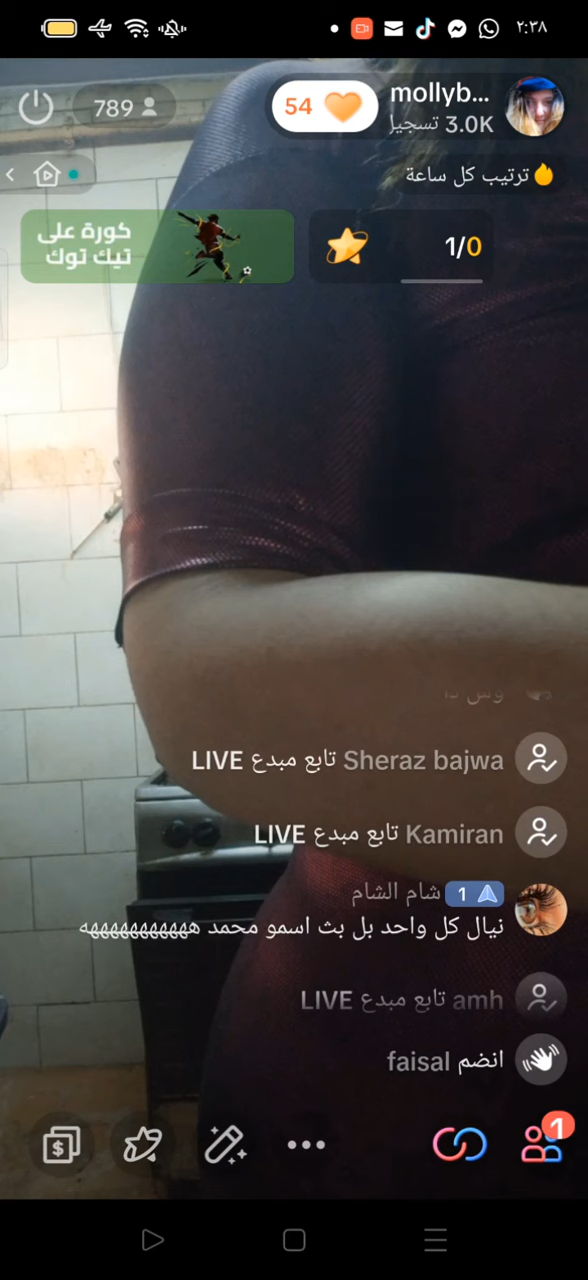 ٢:٣٨
mollyb...
3.0K تسجيل
54
789
ترتيب كل ساعة
1/0
كورة على
تيك توك
Sheraz bajwa تابع مبدع LIVE
Kamiran تابع مبدع LIVE
1 شام الشام
نيال كل واحد بل بث اسمو محمد ههههههههههههه
amh تابع مبدع LIVE
انضم faisal
1